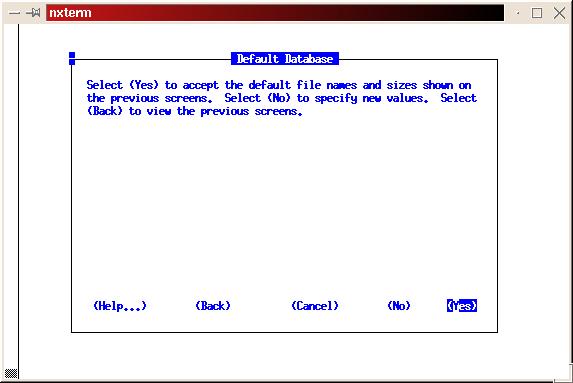 nxterm
Default Database
Select (Yes) to accept the default file names and sizes shown on
the previous screens.  Select (No) to specify new values.  Select
(Back) to view the previous screens.
(Help...) (Back) (Cancel) (No) (Yes)